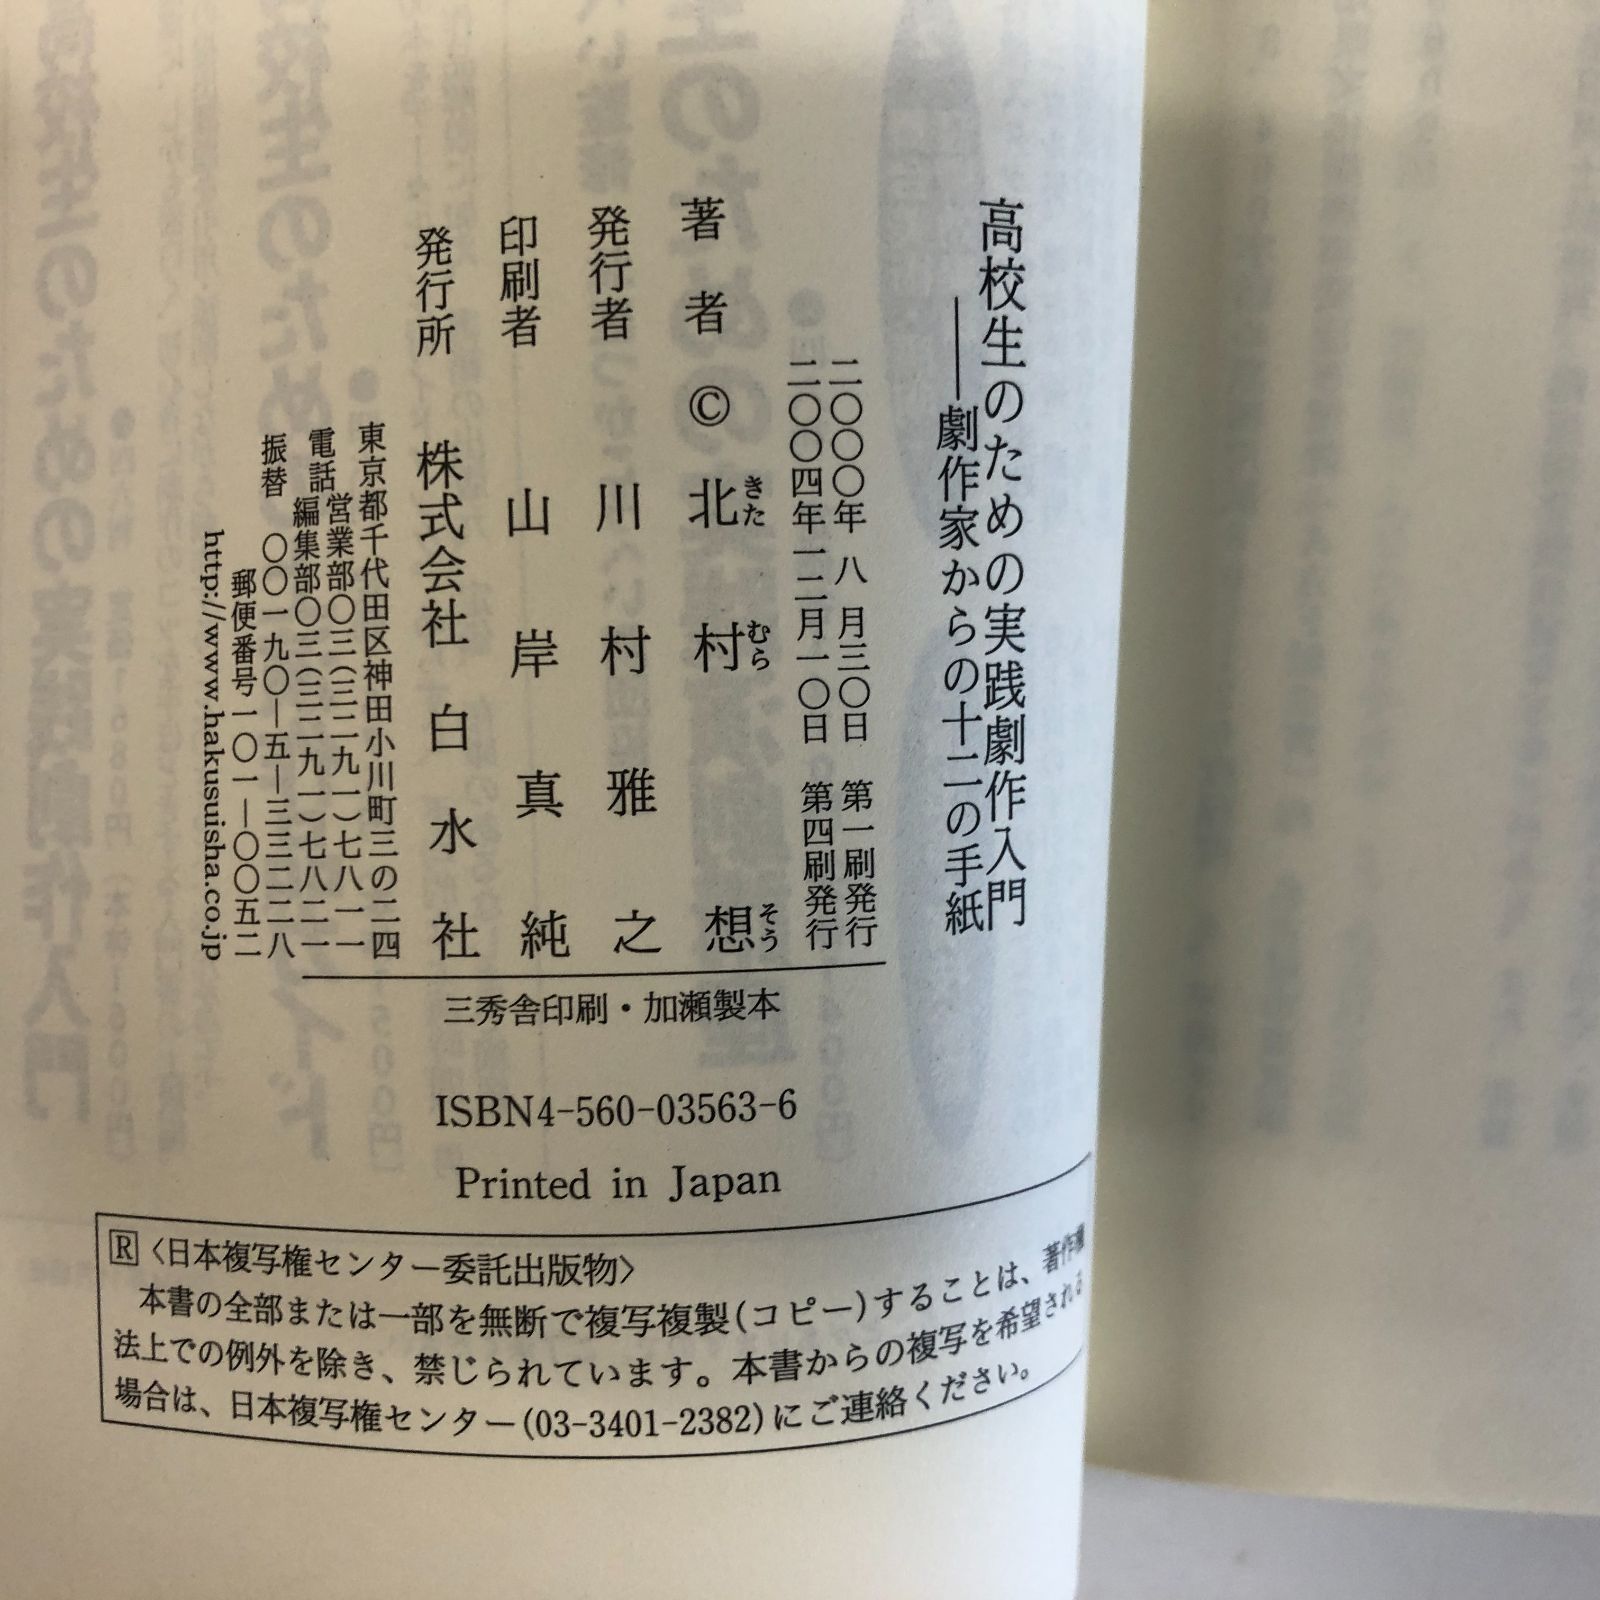 高校生のための実践劇作入門
――劇作家からの十二の手紙
二〇〇〇年 八 月三〇日 第一刷発行
二〇〇四年一二月一〇日 第四刷発行
著者 © 北村想
きた むら そう
発行者 川村雅之
印刷者 山岸真純
発行所 株式会社 白水社
東京都千代田区神田小川町三の二四
電話 営業部〇三(三二九一)七八一一
編集部〇三(三二九一)七八二一
振替 〇〇一九〇―五―三三二二八
郵便番号一〇一―〇〇五二
http://www.hakusuisha.co.jp
三秀舎印刷・加瀬製本
ISBN4-560-03563-6
Printed in Japan
R〈日本複写権センター委託出版物〉
本書の全部または一部を無断で複写複製(コピー)することは、著作権
法上での例外を除き、禁じられています。本書からの複写を希望される
場合は、日本複写権センター(03-3401-2382)にご連絡ください。